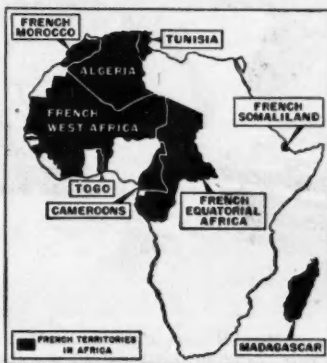 FRENCH
MOROCCO
TUNISIA
ALGERIA
FRENCH
WEST AFRICA
FRENCH
SOMALILAND
TOGO
CAMEROONS
FRENCH
EQUATORIAL
AFRICA
FRENCH TERRITORIES
IN AFRICA
MADAGASCAR